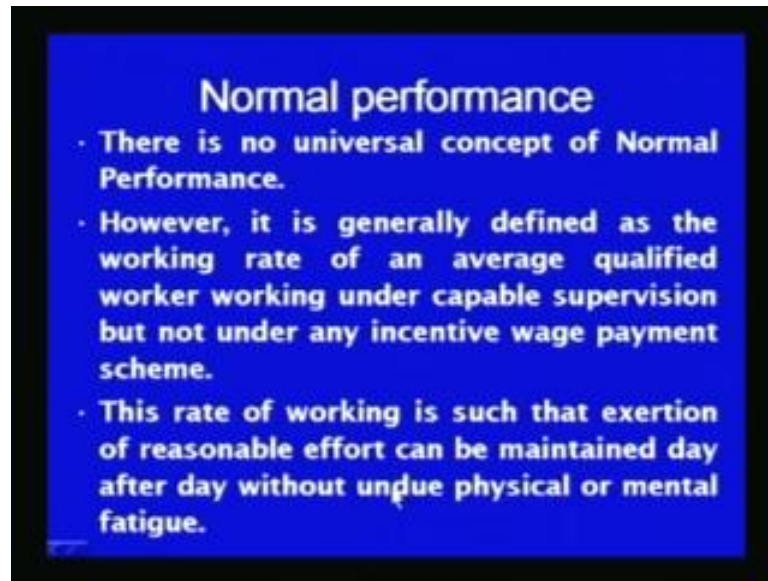 Normal performance
· There is no universal concept of Normal
Performance.
· However, it is generally defined as the
working rate of an average qualified
worker working under capable supervision
but not under any incentive wage payment
scheme.
· This rate of working is such that exertion
of reasonable effort can be maintained day
after day without undue physical or mental
fatigue.